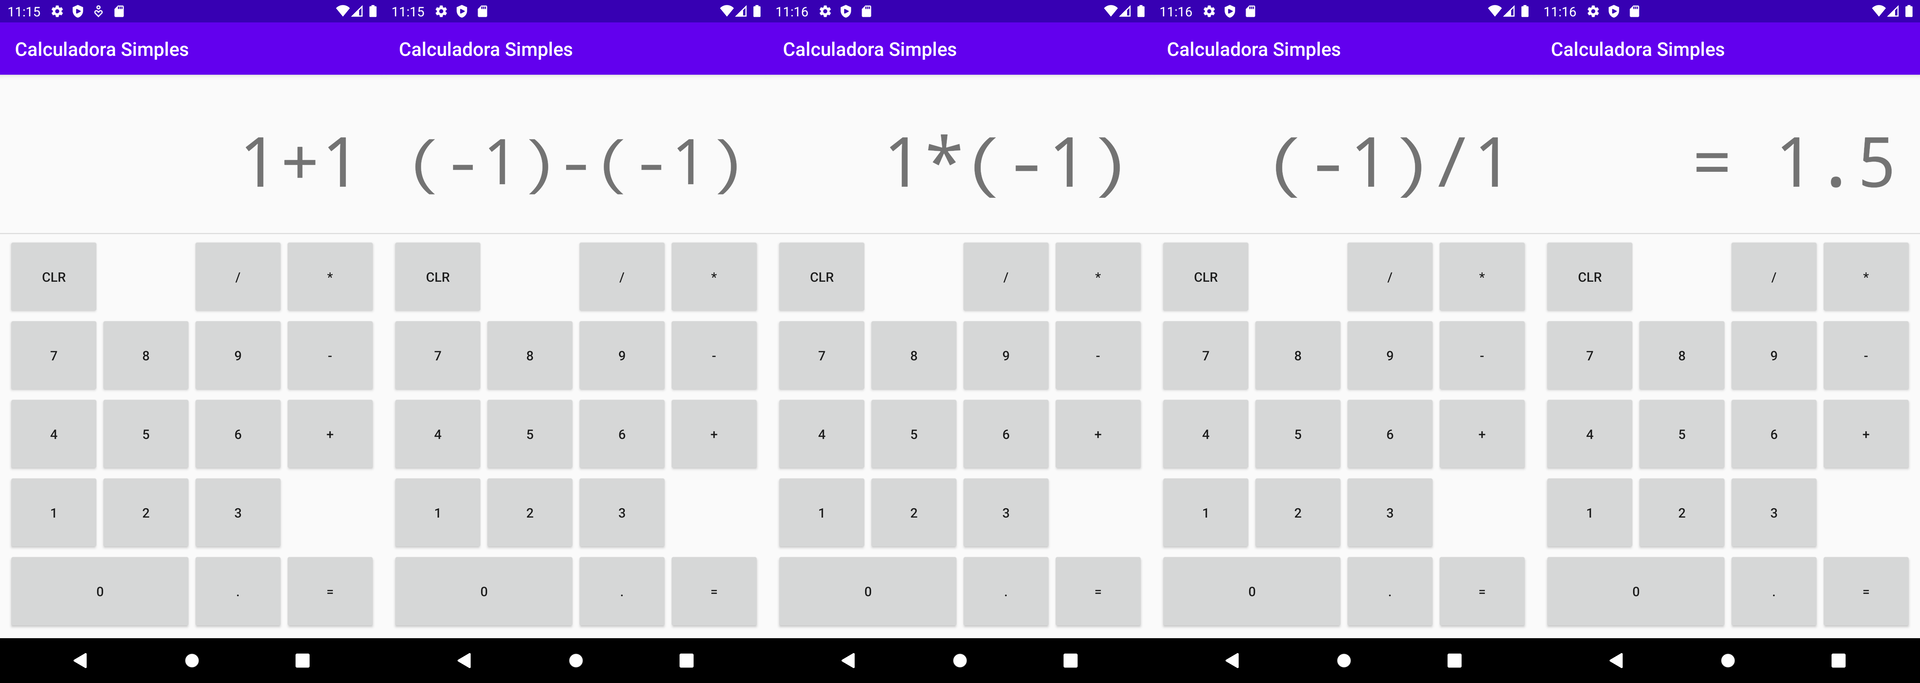 11:15
Calculadora Simples
1+1
CLR / *
7 8 9 -
4 5 6 +
1 2 3
0 . =
11:15
Calculadora Simples
(-1)-(-1)
CLR / *
7 8 9 -
4 5 6 +
1 2 3
0 . =
11:16
Calculadora Simples
1*(-1)
CLR / *
7 8 9 -
4 5 6 +
1 2 3
0 . =
11:16
Calculadora Simples
(-1)/1
CLR / *
7 8 9 -
4 5 6 +
1 2 3
0 . =
11:16
Calculadora Simples
= 1.5
CLR / *
7 8 9 -
4 5 6 +
1 2 3
0 . =